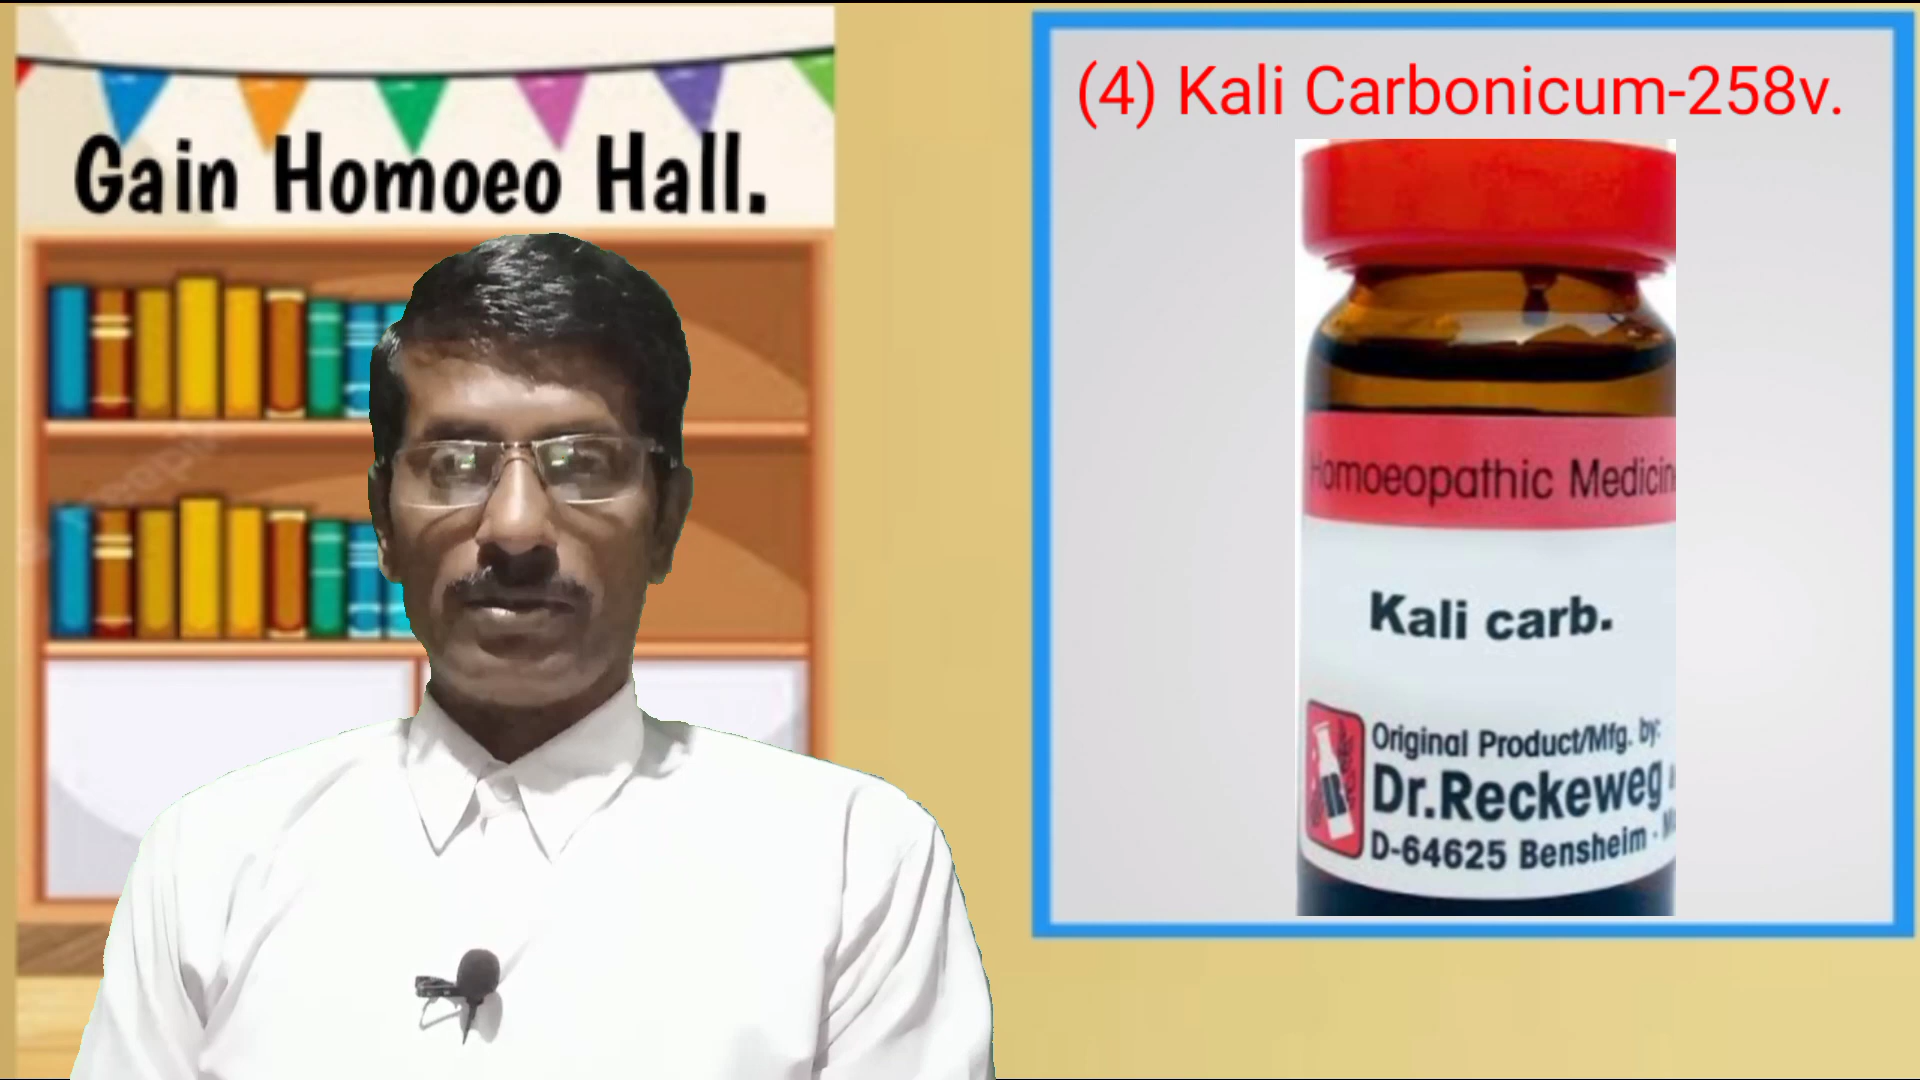 Gain Homoeo Hall.
(4) Kali Carbonicum-258v.
Homoeopathic Medicin
Kali carb.
Original Product/Mfg. by:
Dr.Reckeweg
D-64625 Bensheim -